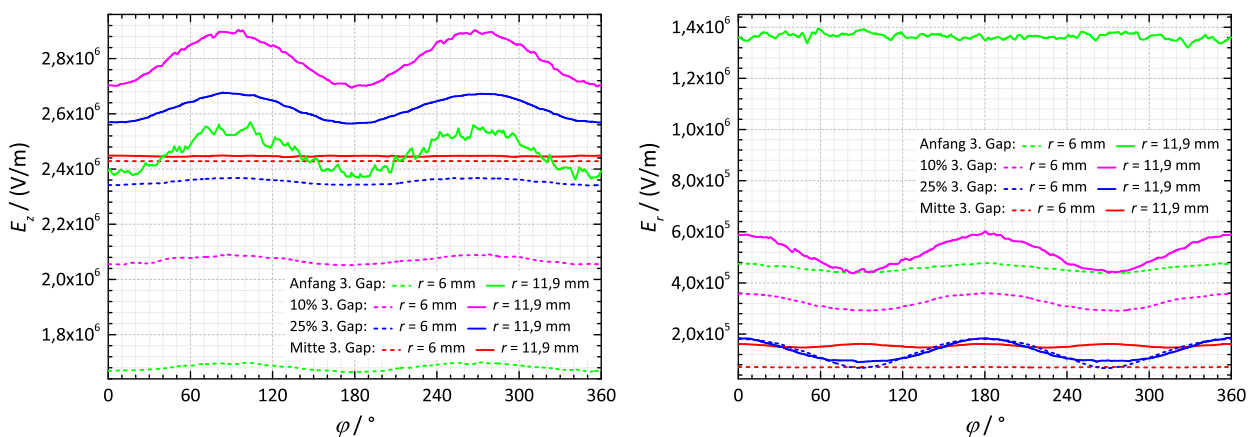 2,8x10⁶
2,6x10⁶
2,4x10⁶
2,2x10⁶
2,0x10⁶
1,8x10⁶
E_z / (V/m)
Anfang 3. Gap: r = 6 mm r = 11,9 mm
10% 3. Gap: r = 6 mm r = 11,9 mm
25% 3. Gap: r = 6 mm r = 11,9 mm
Mitte 3. Gap: r = 6 mm r = 11,9 mm
0 60 120 180 240 300 360
φ / °
1,4x10⁶
1,2x10⁶
1,0x10⁶
8,0x10⁵
6,0x10⁵
4,0x10⁵
2,0x10⁵
E_r / (V/m)
Anfang 3. Gap: r = 6 mm r = 11,9 mm
10% 3. Gap: r = 6 mm r = 11,9 mm
25% 3. Gap: r = 6 mm r = 11,9 mm
Mitte 3. Gap: r = 6 mm r = 11,9 mm
0 60 120 180 240 300 360
φ / °